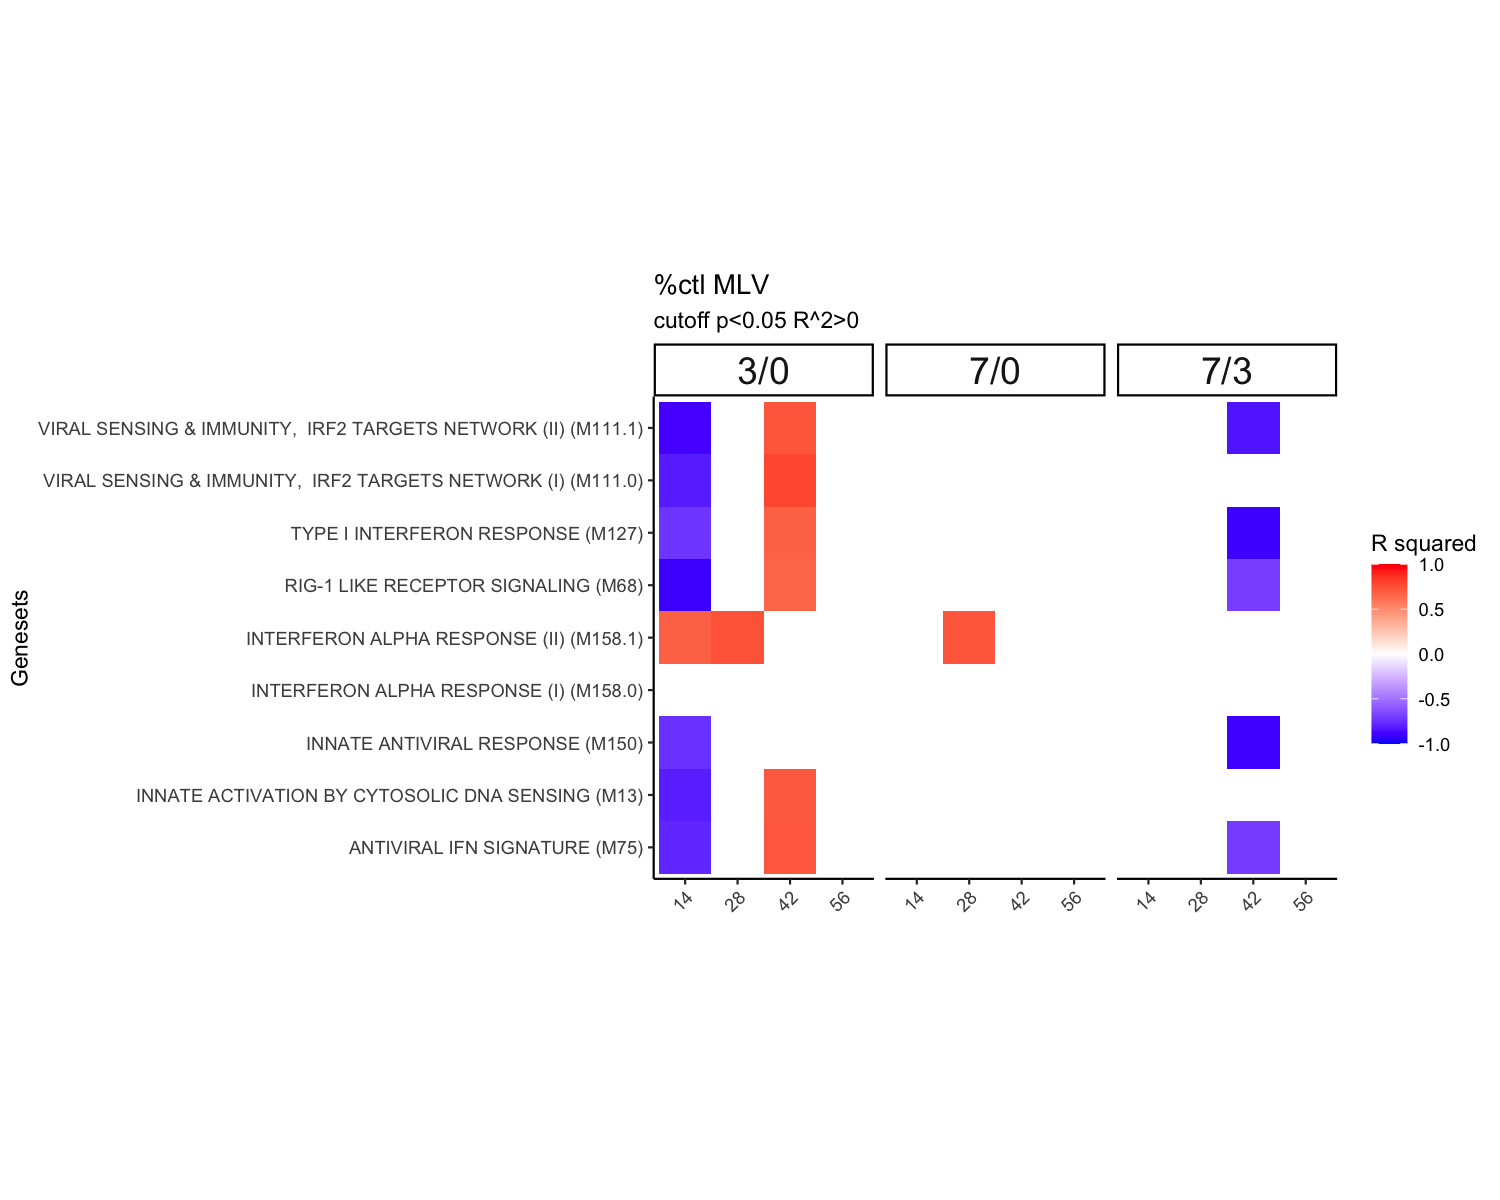 %ctl MLV
cutoff p<0.05 R^2>0
3/0 7/0 7/3
VIRAL SENSING & IMMUNITY,  IRF2 TARGETS NETWORK (II) (M111.1)
VIRAL SENSING & IMMUNITY,  IRF2 TARGETS NETWORK (I) (M111.0)
TYPE I INTERFERON RESPONSE (M127)
RIG-1 LIKE RECEPTOR SIGNALING (M68)
INTERFERON ALPHA RESPONSE (II) (M158.1)
INTERFERON ALPHA RESPONSE (I) (M158.0)
INNATE ANTIVIRAL RESPONSE (M150)
INNATE ACTIVATION BY CYTOSOLIC DNA SENSING (M13)
ANTIVIRAL IFN SIGNATURE (M75)
Genesets
14 28 42 56 14 28 42 56 14 28 42 56
R squared
1.0
0.5
0.0
-0.5
-1.0